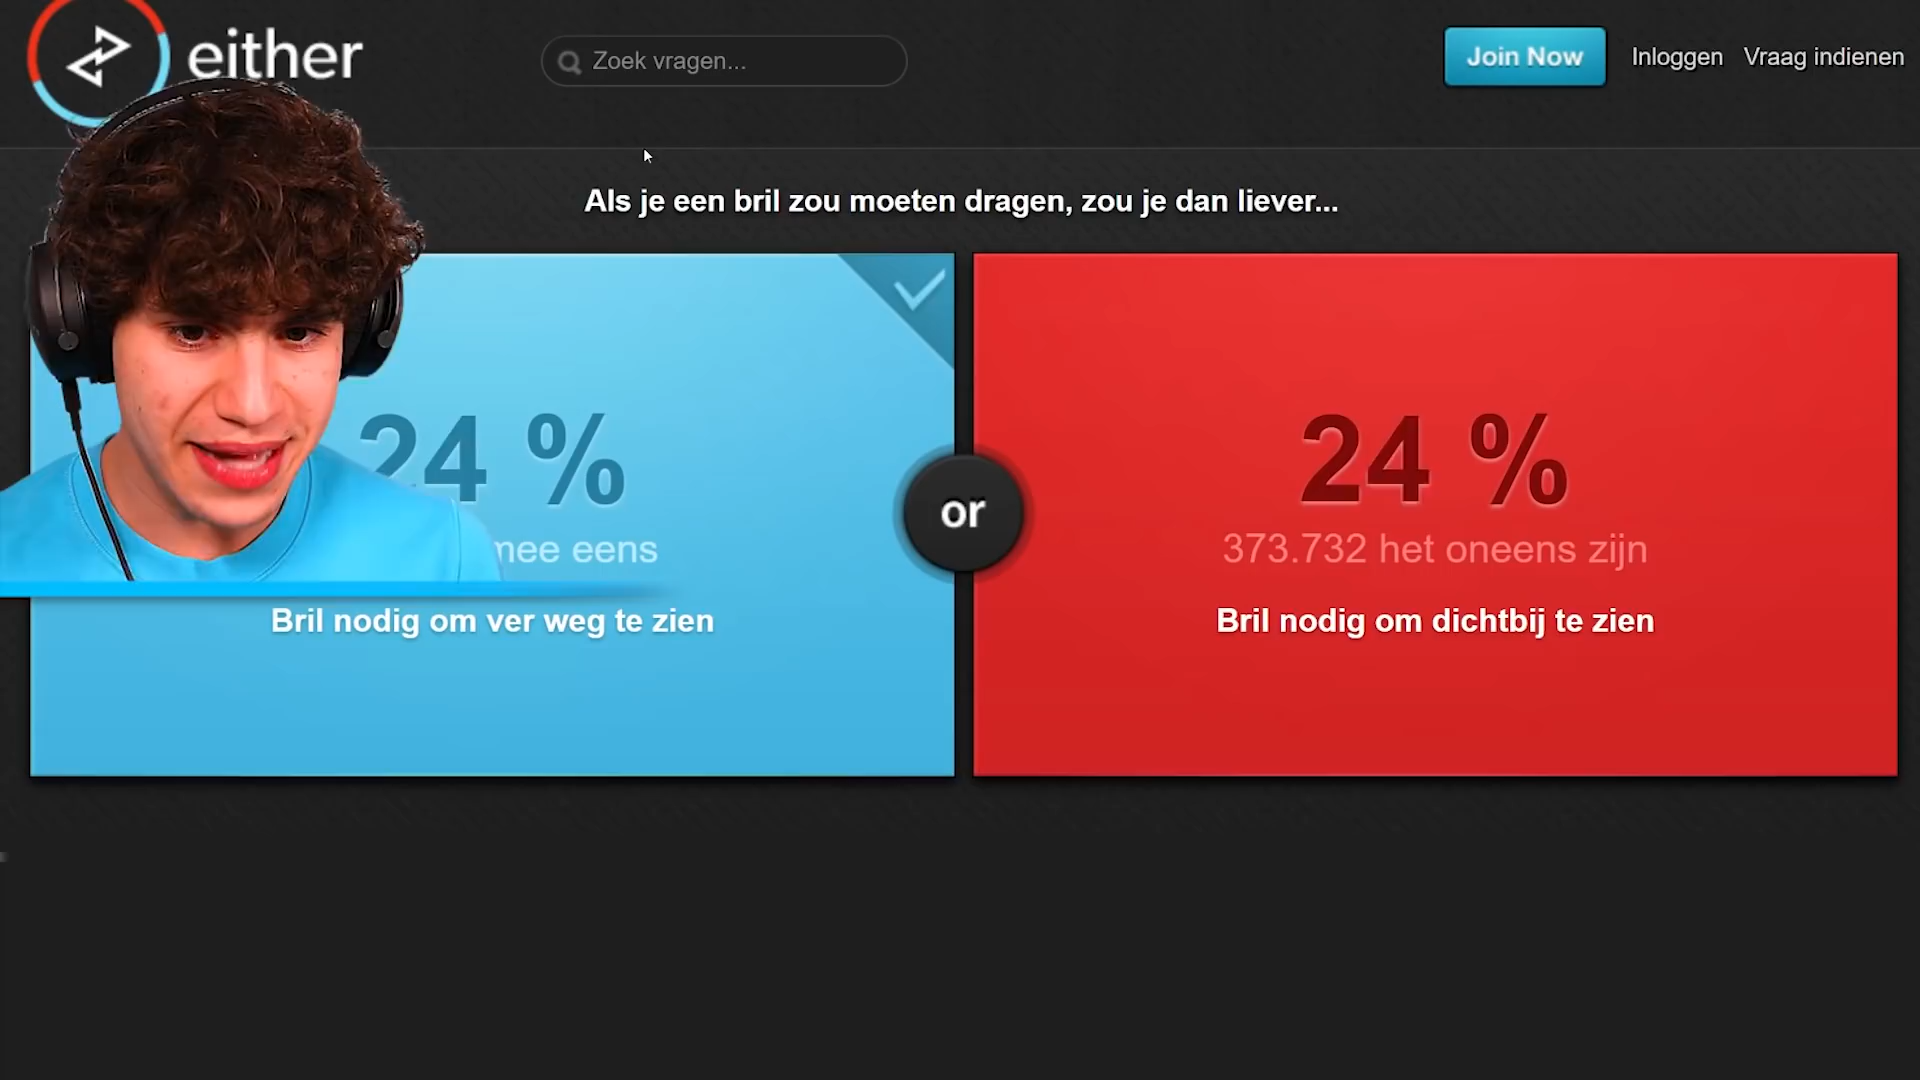 either
Zoek vragen...
Join Now
Inloggen
Vraag indienen
Als je een bril zou moeten dragen, zou je dan liever...
24 %
mee eens
Bril nodig om ver weg te zien
or
24 %
373.732 het oneens zijn
Bril nodig om dichtbij te zien